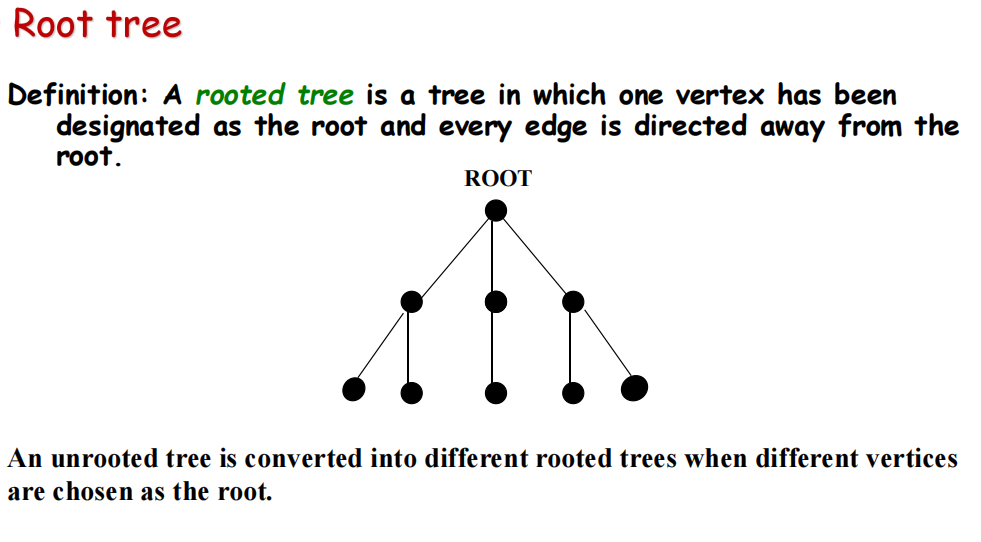 Root tree
Definition: A rooted tree is a tree in which one vertex has been
designated as the root and every edge is directed away from the
root.
ROOT
An unrooted tree is converted into different rooted trees when different vertices
are chosen as the root.